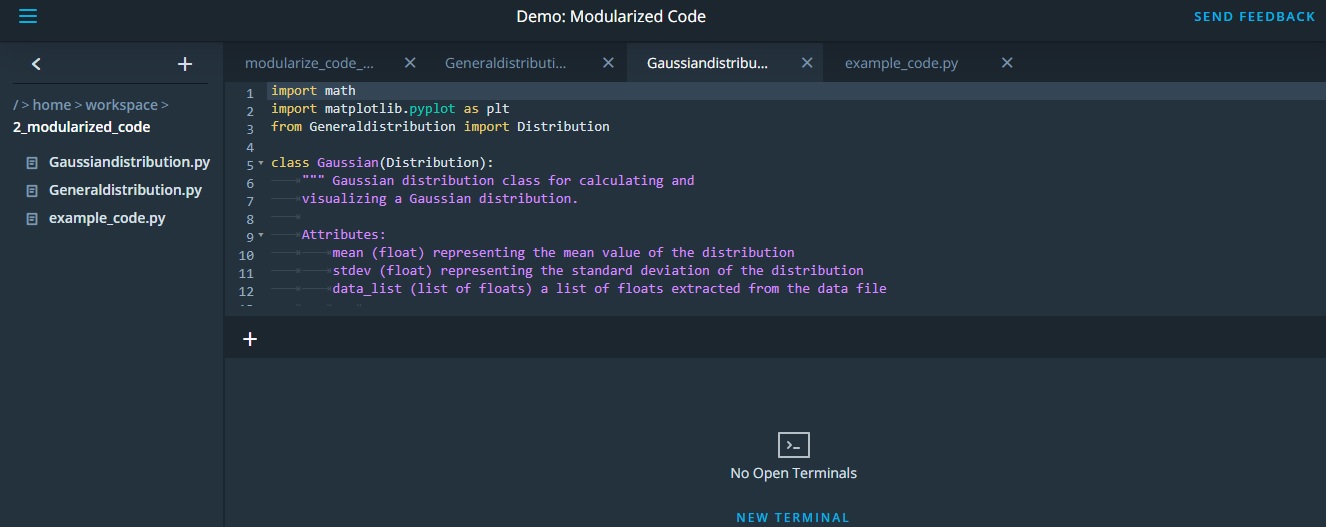 Demo: Modularized Code
SEND FEEDBACK
/ > home > workspace >
2_modularized_code
Gaussiandistribution.py
Generaldistribution.py
example_code.py
modularize_code_...
Generaldistributi...
Gaussiandistribu...
example_code.py
1 import math
2 import matplotlib.pyplot as plt
3 from Generaldistribution import Distribution
4
5 class Gaussian(Distribution):
6 """ Gaussian distribution class for calculating and
7 visualizing a Gaussian distribution.
8
9 Attributes:
10 mean (float) representing the mean value of the distribution
11 stdev (float) representing the standard deviation of the distribution
12 data_list (list of floats) a list of floats extracted from the data file
No Open Terminals
NEW TERMINAL